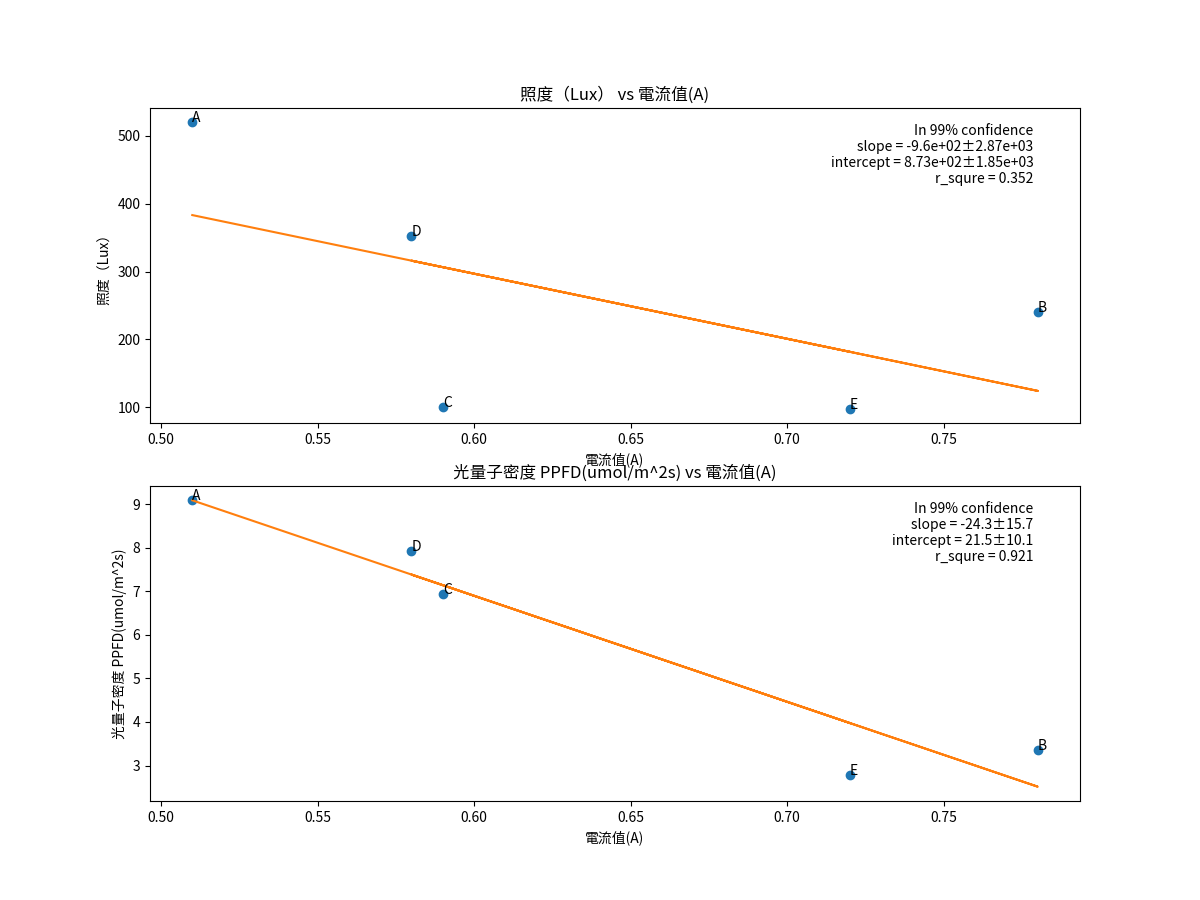 照度（Lux） vs 電流値(A)
A
In 99% confidence
slope = -9.6e+02±2.87e+03
intercept = 8.73e+02±1.85e+03
r_squre = 0.352
500
400
300
200
100
照度（Lux）
D
B
C
E
0.50 0.55 0.60 0.65 0.70 0.75
電流値(A)
光量子密度 PPFD(umol/m^2s) vs 電流値(A)
A
In 99% confidence
slope = -24.3±15.7
intercept = 21.5±10.1
r_squre = 0.921
9
8
7
6
5
4
3
光量子密度 PPFD(umol/m^2s)
D
C
B
E
0.50 0.55 0.60 0.65 0.70 0.75
電流値(A)